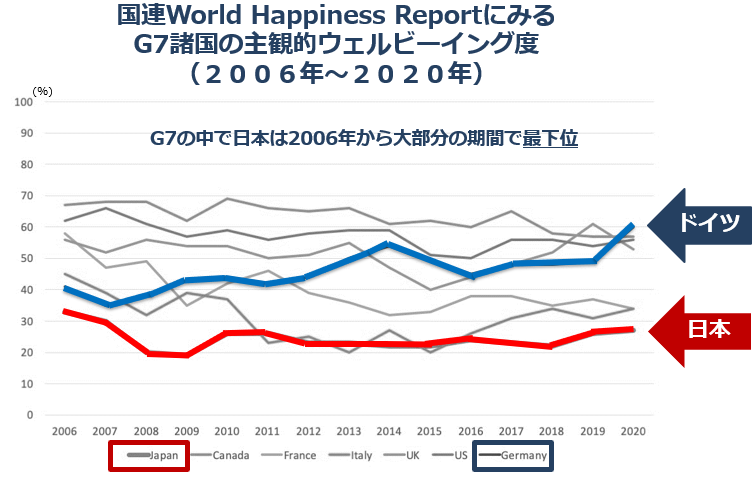 国連World Happiness Reportにみる
G7諸国の主観的ウェルビーイング度
（２００６年～２０２０年）
(%)
100
G7の中で日本は2006年から大部分の期間で最下位
90
80
70
60
50
40
30
20
10
0
ドイツ
日本
2006 2007 2008 2009 2010 2011 2012 2013 2014 2015 2016 2017 2018 2019 2020
Japan Canada France Italy UK US Germany